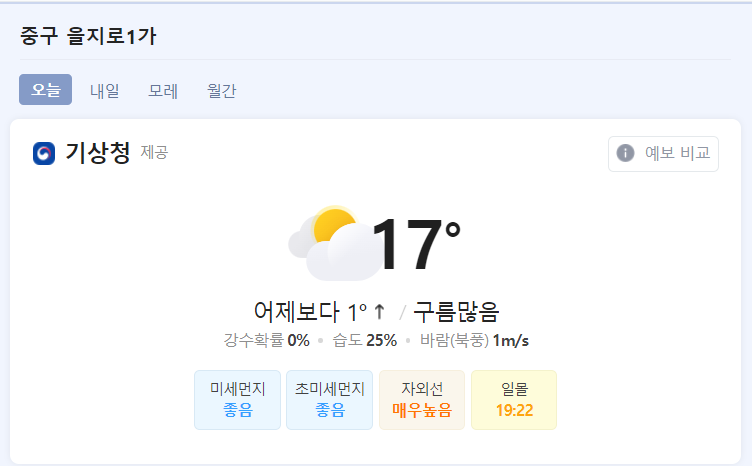 중구 을지로1가
오늘 내일 모레 월간
기상청 제공 예보 비교
17°
어제보다 1° ↑ / 구름많음
강수확률 0% • 습도 25% • 바람(북풍) 1m/s
미세먼지 초미세먼지 자외선 일몰
좋음 좋음 매우높음 19:22